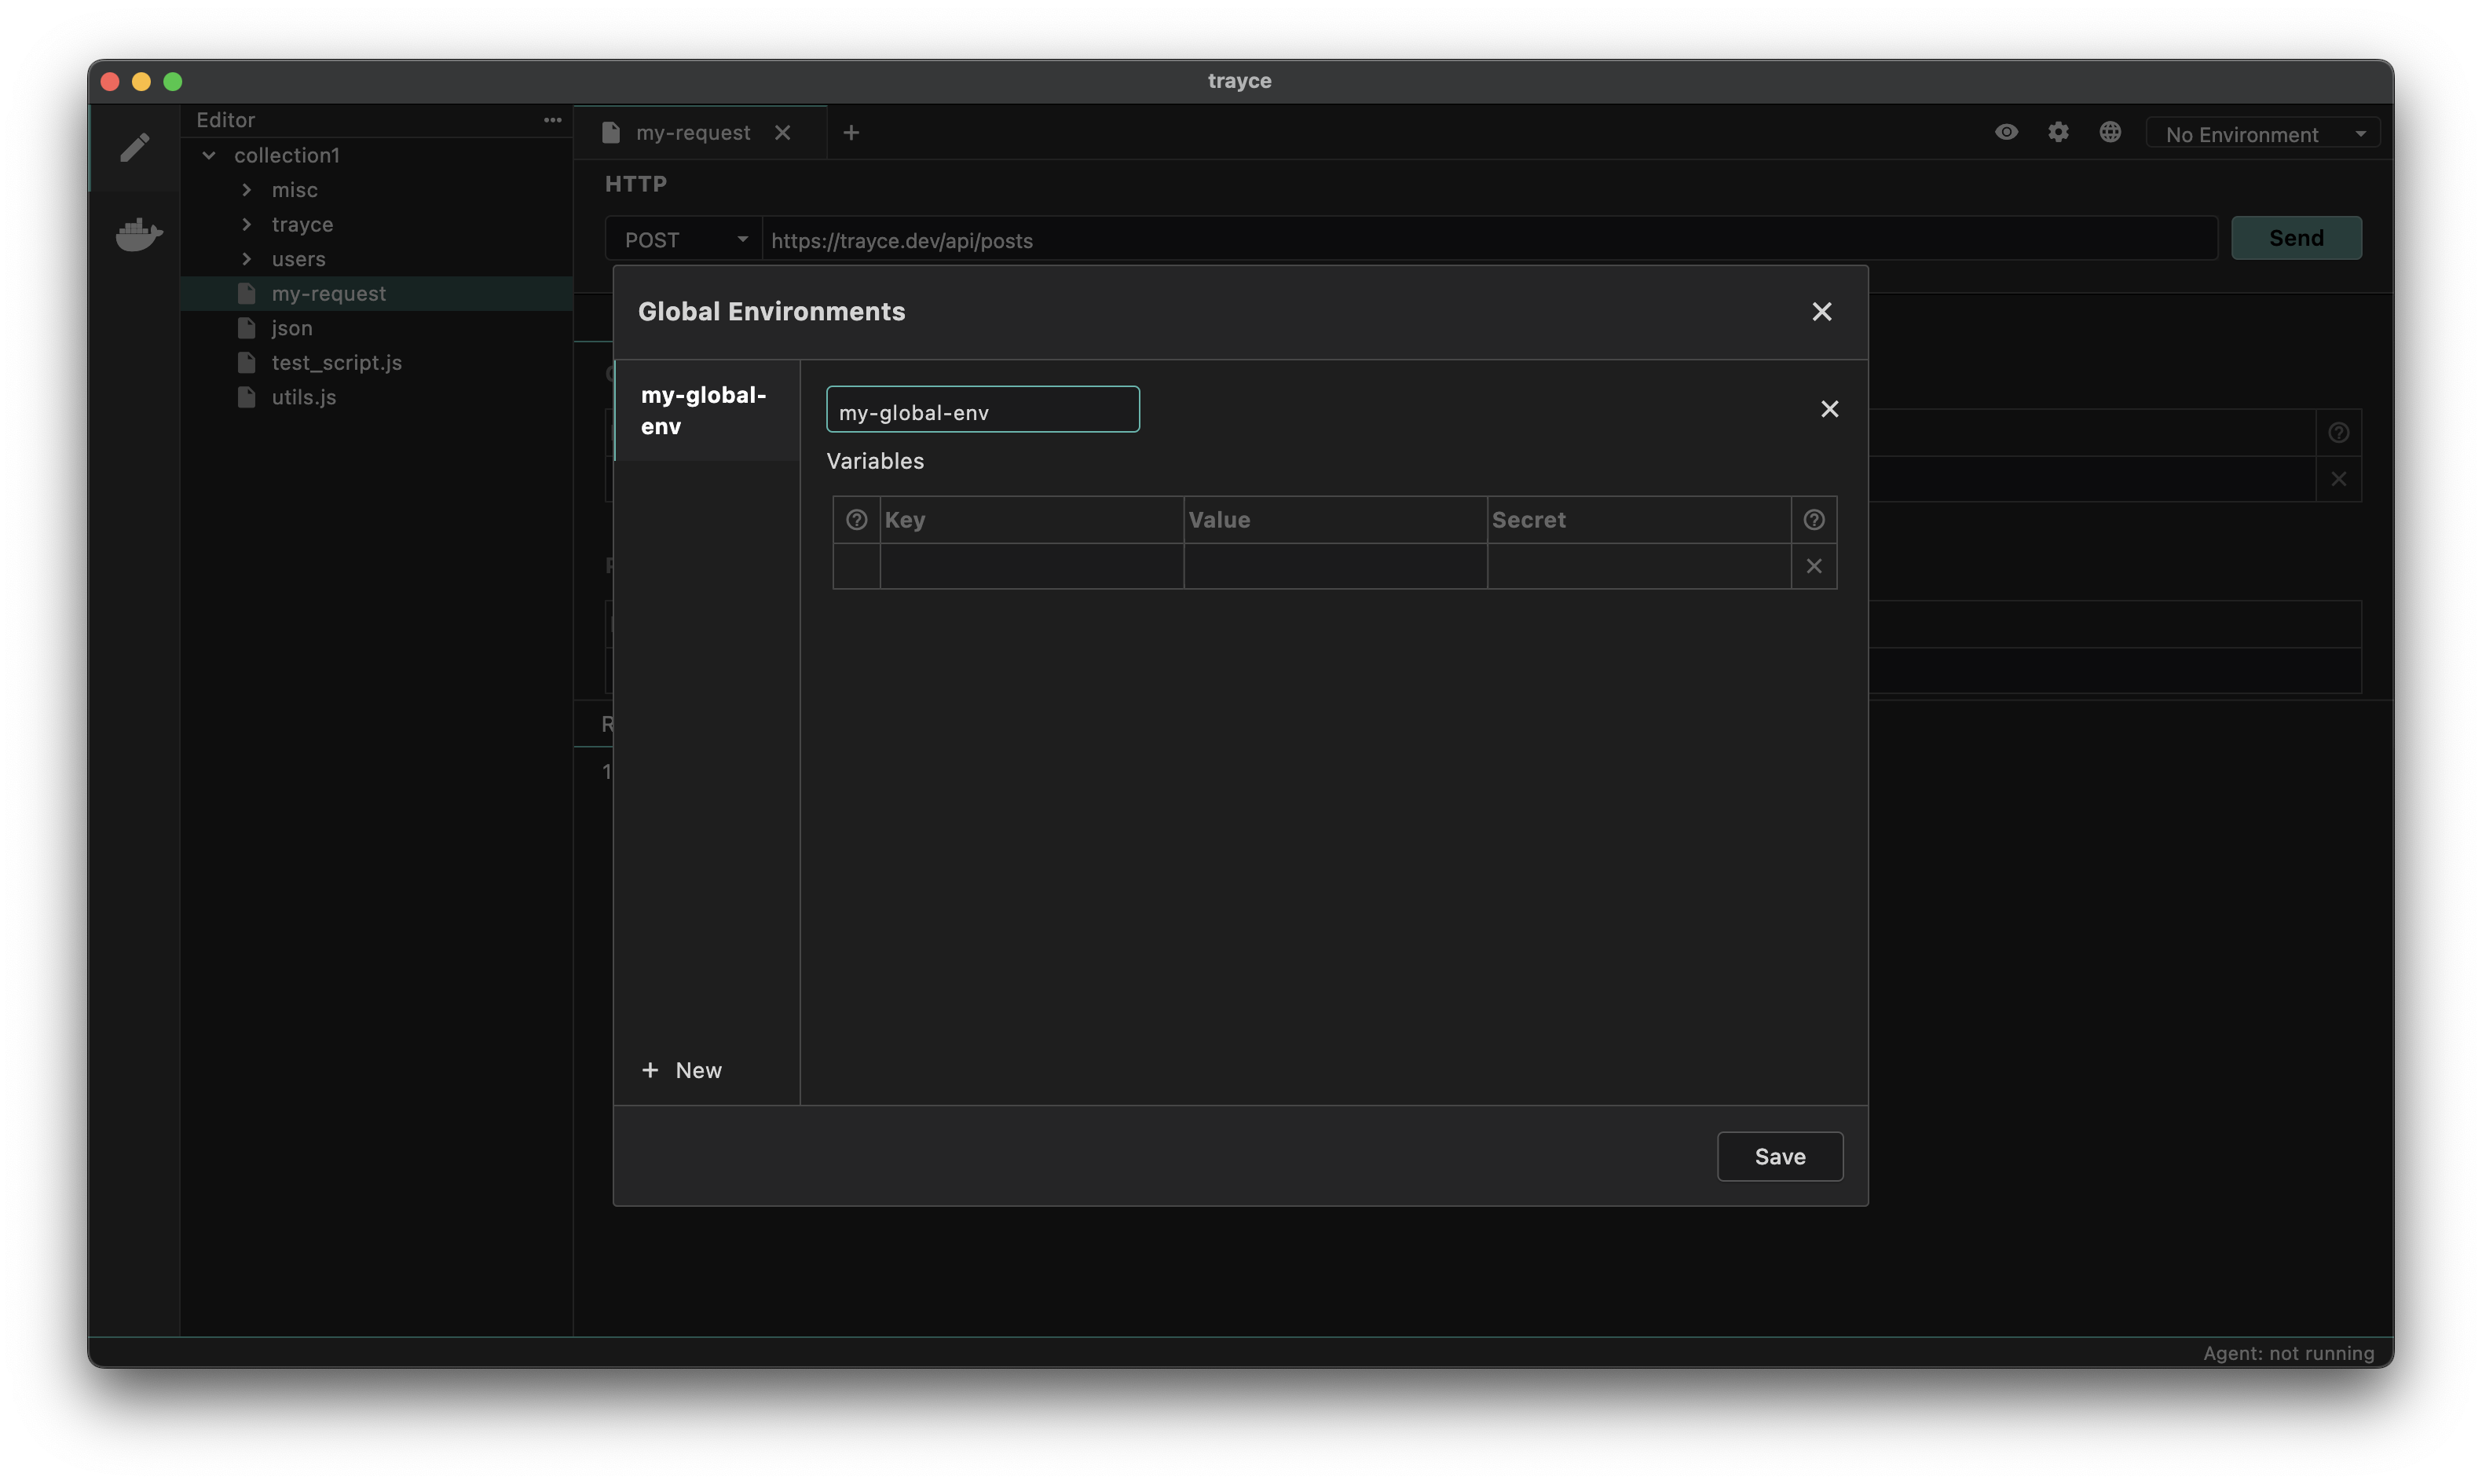 trayce
Editor
collection1
misc
trayce
users
my-request
json
test_script.js
utils.js
my-request
No Environment
HTTP
POST
https://trayce.dev/api/posts
Send
Global Environments
my-global-
env
my-global-env
Variables
Key Value Secret
New
Save
1
Agent: not running